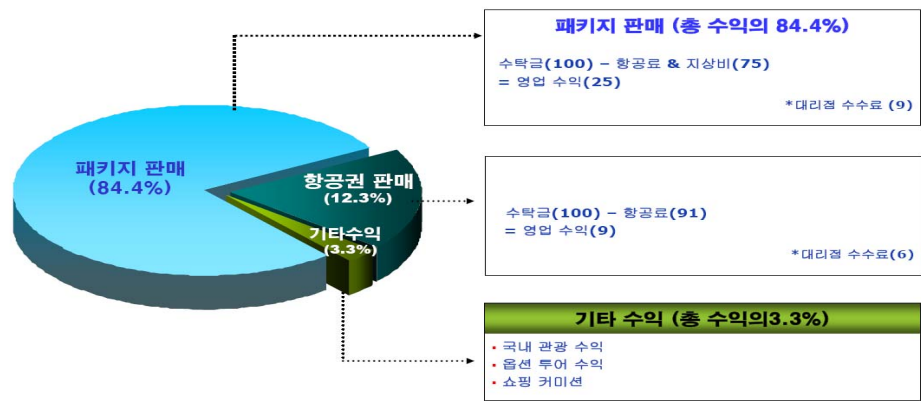 패키지 판매
(84.4%)
항공권 판매
(12.3%)
기타수익
(3.3%)
패키지 판매 (총 수익의 84.4%)
수탁금(100) – 항공료 & 지상비(75)
= 영업 수익(25)
*대리점 수수료 (9)
수탁금(100) – 항공료(91)
= 영업 수익(9)
*대리점 수수료(6)
기타 수익 (총 수익의3.3%)
• 국내 관광 수익
• 옵션 투어 수익
• 쇼핑 커미션